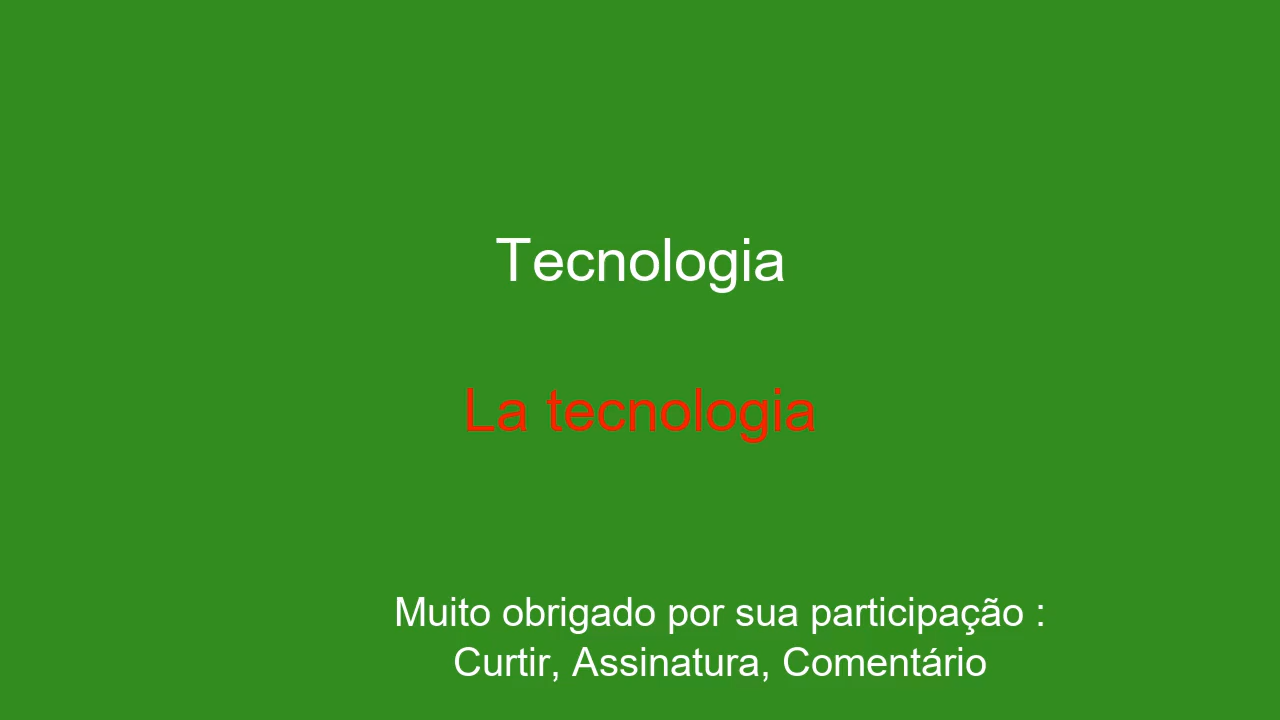 Tecnologia
La tecnologia
Muito obrigado por sua participação :
Curtir, Assinatura, Comentário